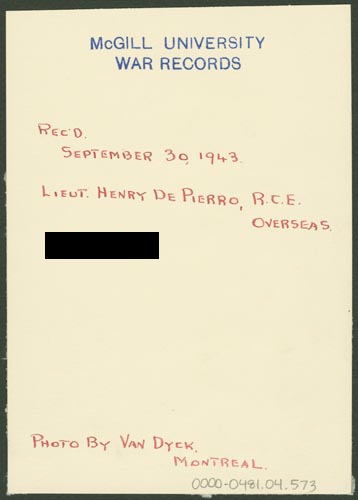 McGILL UNIVERSITY
WAR RECORDS
REC'D.
SEPTEMBER 30, 1943.
LIEUT. HENRY DE PIERRO, R.C.E.
OVERSEAS.
PHOTO BY VAN DYCK,
MONTREAL.
0000-0481.04.573